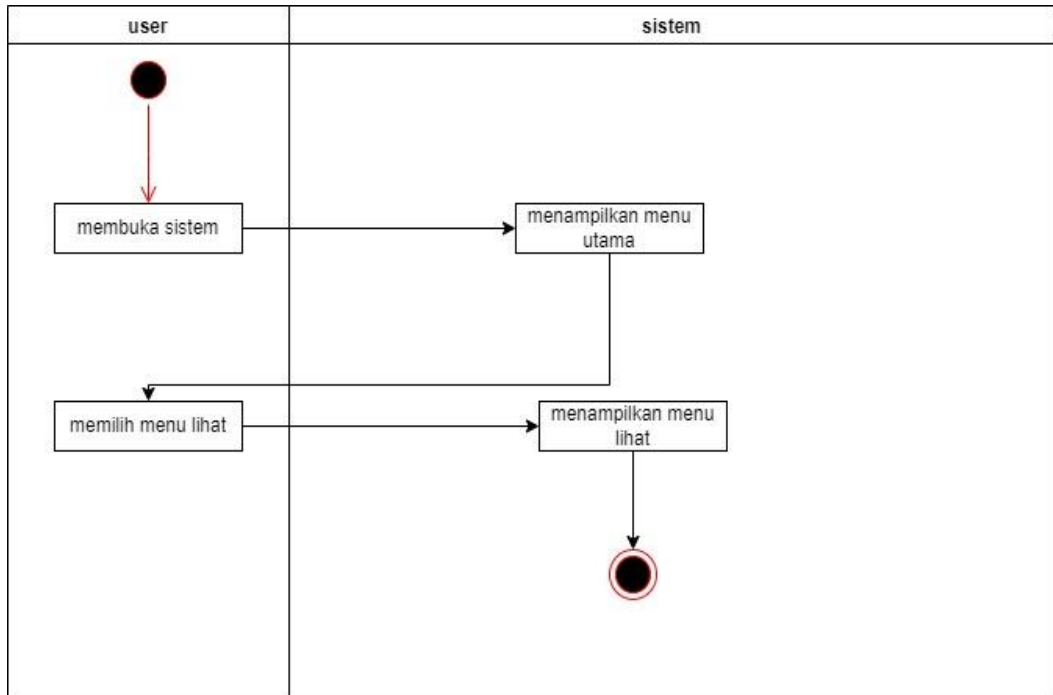 user
sistem
membuka sistem
menampilkan menu
utama
memilih menu lihat
menampilkan menu
lihat